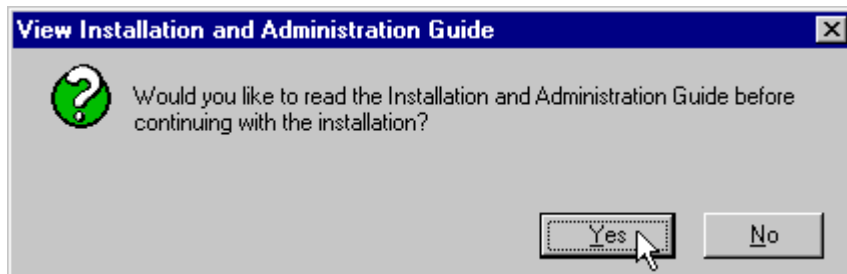 View Installation and Administration Guide
Would you like to read the Installation and Administration Guide before
continuing with the installation?
Yes
No